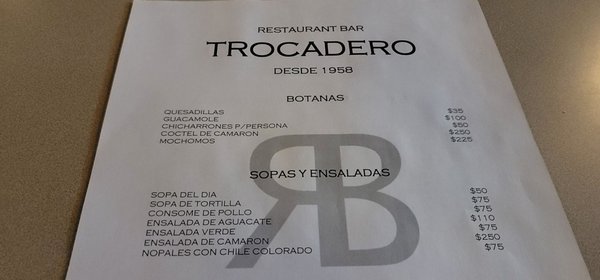 RESTAURANT BAR
TROCADERO
DESDE 1958
BOTANAS
QUESADILLAS $35
GUACAMOLE $100
CHICHARRONES P/PERSONA $50
COCTEL DE CAMARON $250
MOCHOMOS $225
SOPAS Y ENSALADAS
SOPA DEL DIA $50
SOPA DE TORTILLA $75
CONSOME DE POLLO $75
ENSALADA DE AGUACATE $110
ENSALADA VERDE $75
ENSALADA DE CAMARON $250
NOPALES CON CHILE COLORADO $75
RB